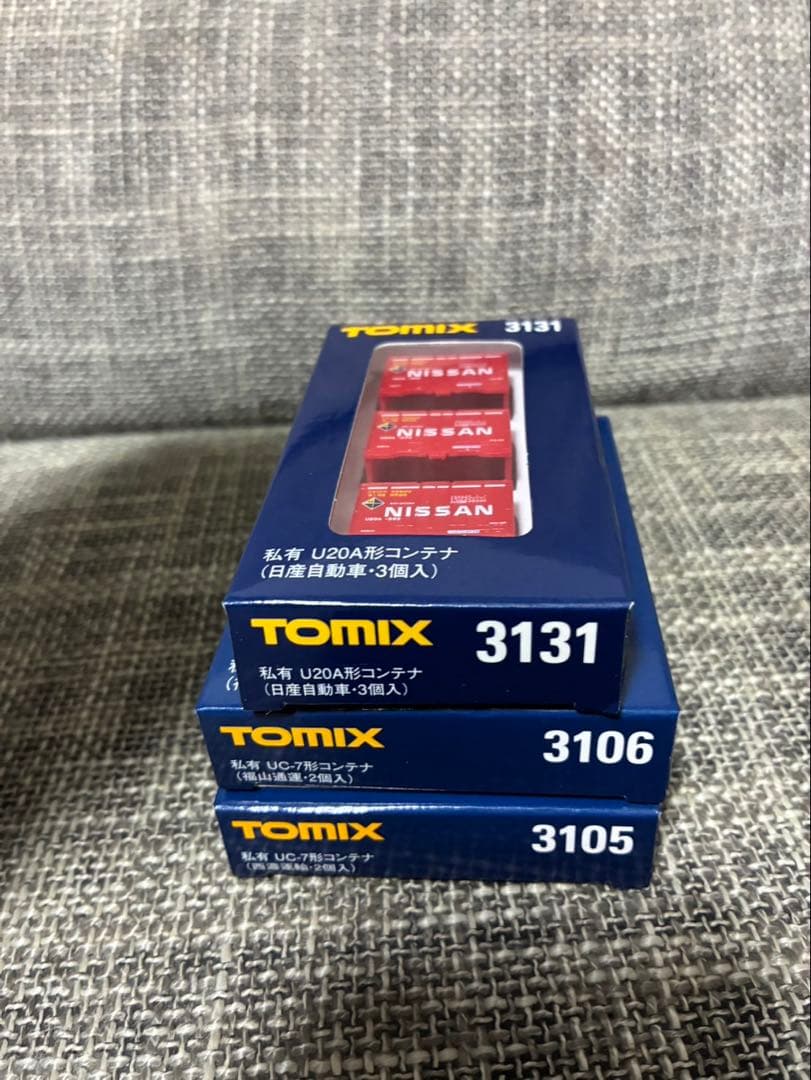 TOMIX 3131
NISSAN
NISSAN
NISSAN
私有 U20A形コンテナ
(日産自動車・3個入)
TOMIX 3131
私有 U20A形コンテナ
(日産自動車・3個入)
TOMIX 3106
私有 UC-7形コンテナ
(福山通運・2個入)
TOMIX 3105
私有 UC-7形コンテナ
(西濃運輸・2個入)